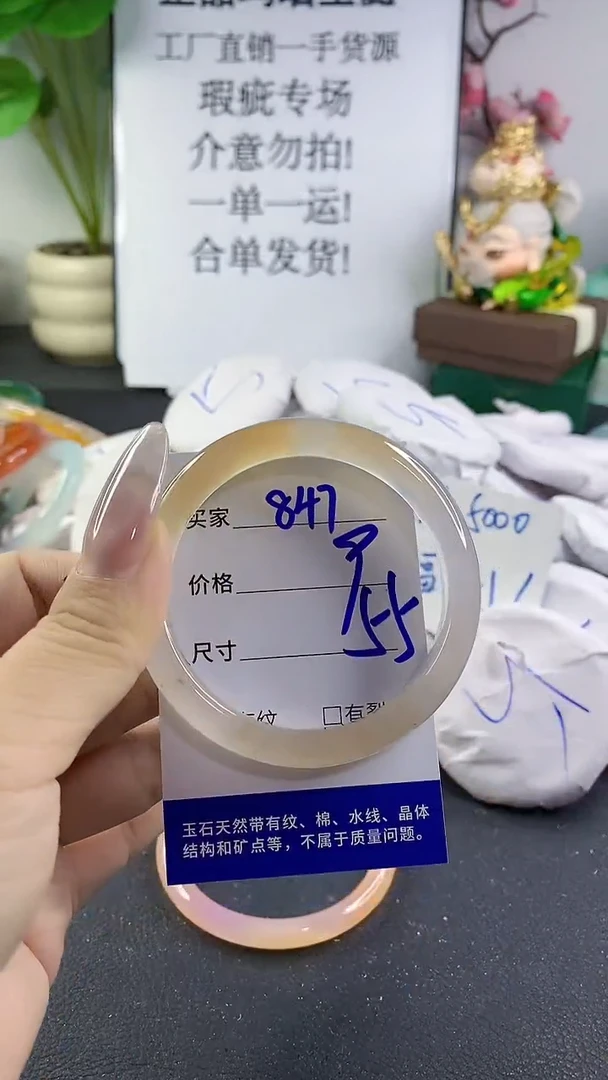 工厂直销一手货源
瑕疵专场
介意勿拍!
一单一运!
合单发货!
5000
买家 847
价格
尺寸 55
纹 □有裂
玉石天然带有纹、棉、水线、晶体
结构和矿点等，不属于质量问题。